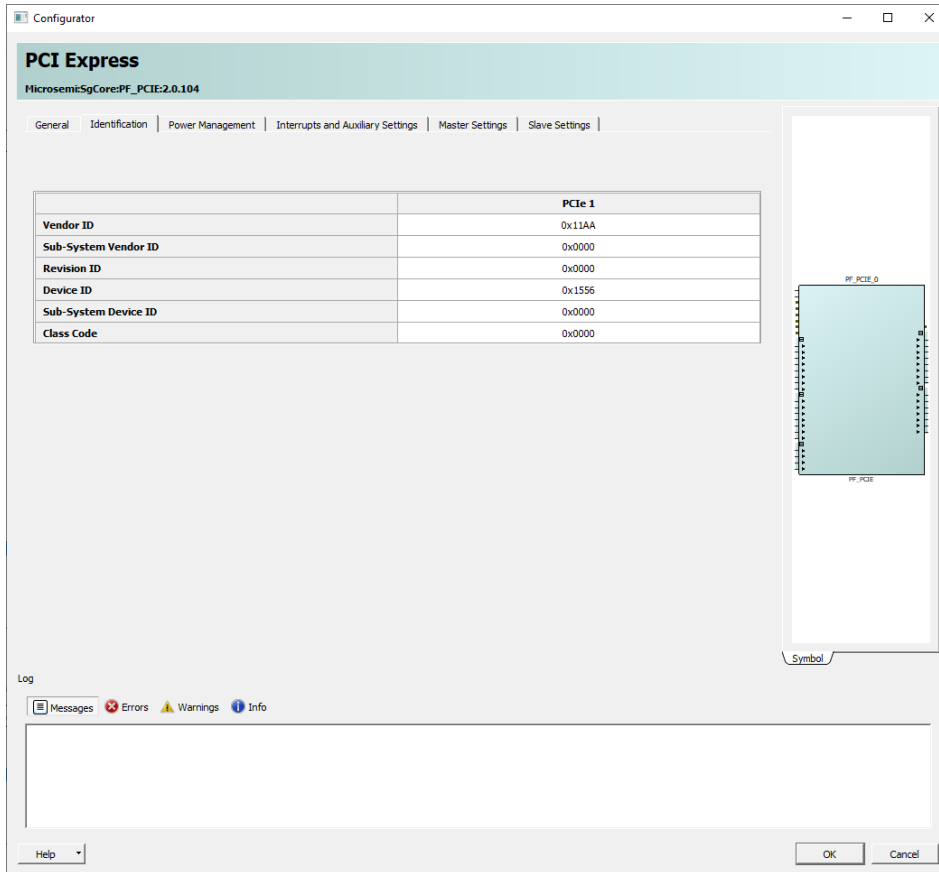 Configurator
PCI Express
Microsemi:SgCore:PF_PCIE:2.0.104
General Identification Power Management Interrupts and Auxiliary Settings Master Settings Slave Settings
PCIe 1
Vendor ID 0x11AA
Sub-System Vendor ID 0x0000
Revision ID 0x0000
Device ID 0x1556
Sub-System Device ID 0x0000
Class Code 0x0000
PF_PCIE_0
PF_PCIE
Symbol
Log
Messages Errors Warnings Info
Help OK Cancel